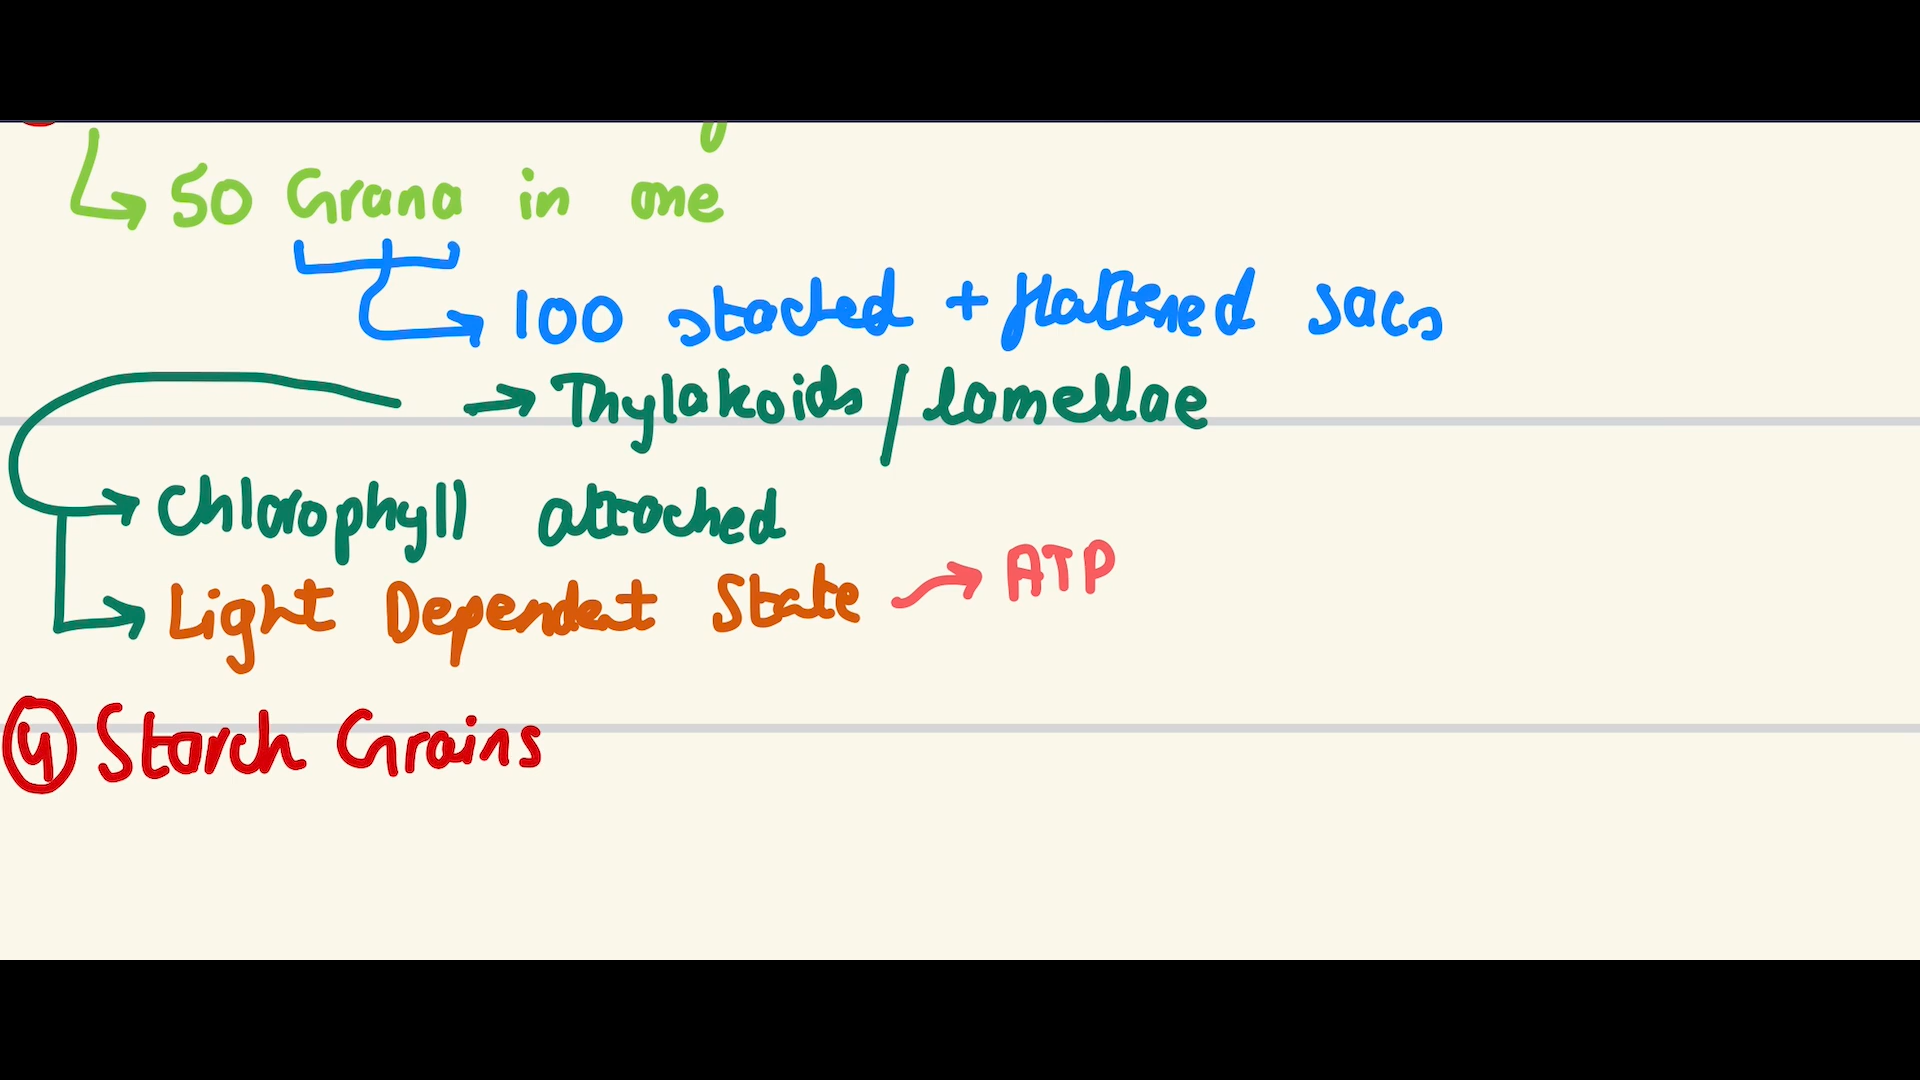 → 50 Grana in one
→ 100 stacked + flattened sacs
→ Thylakoids / lamellae
→ Chlorophyll attached
→ Light Dependent State → ATP
④ Starch Grains